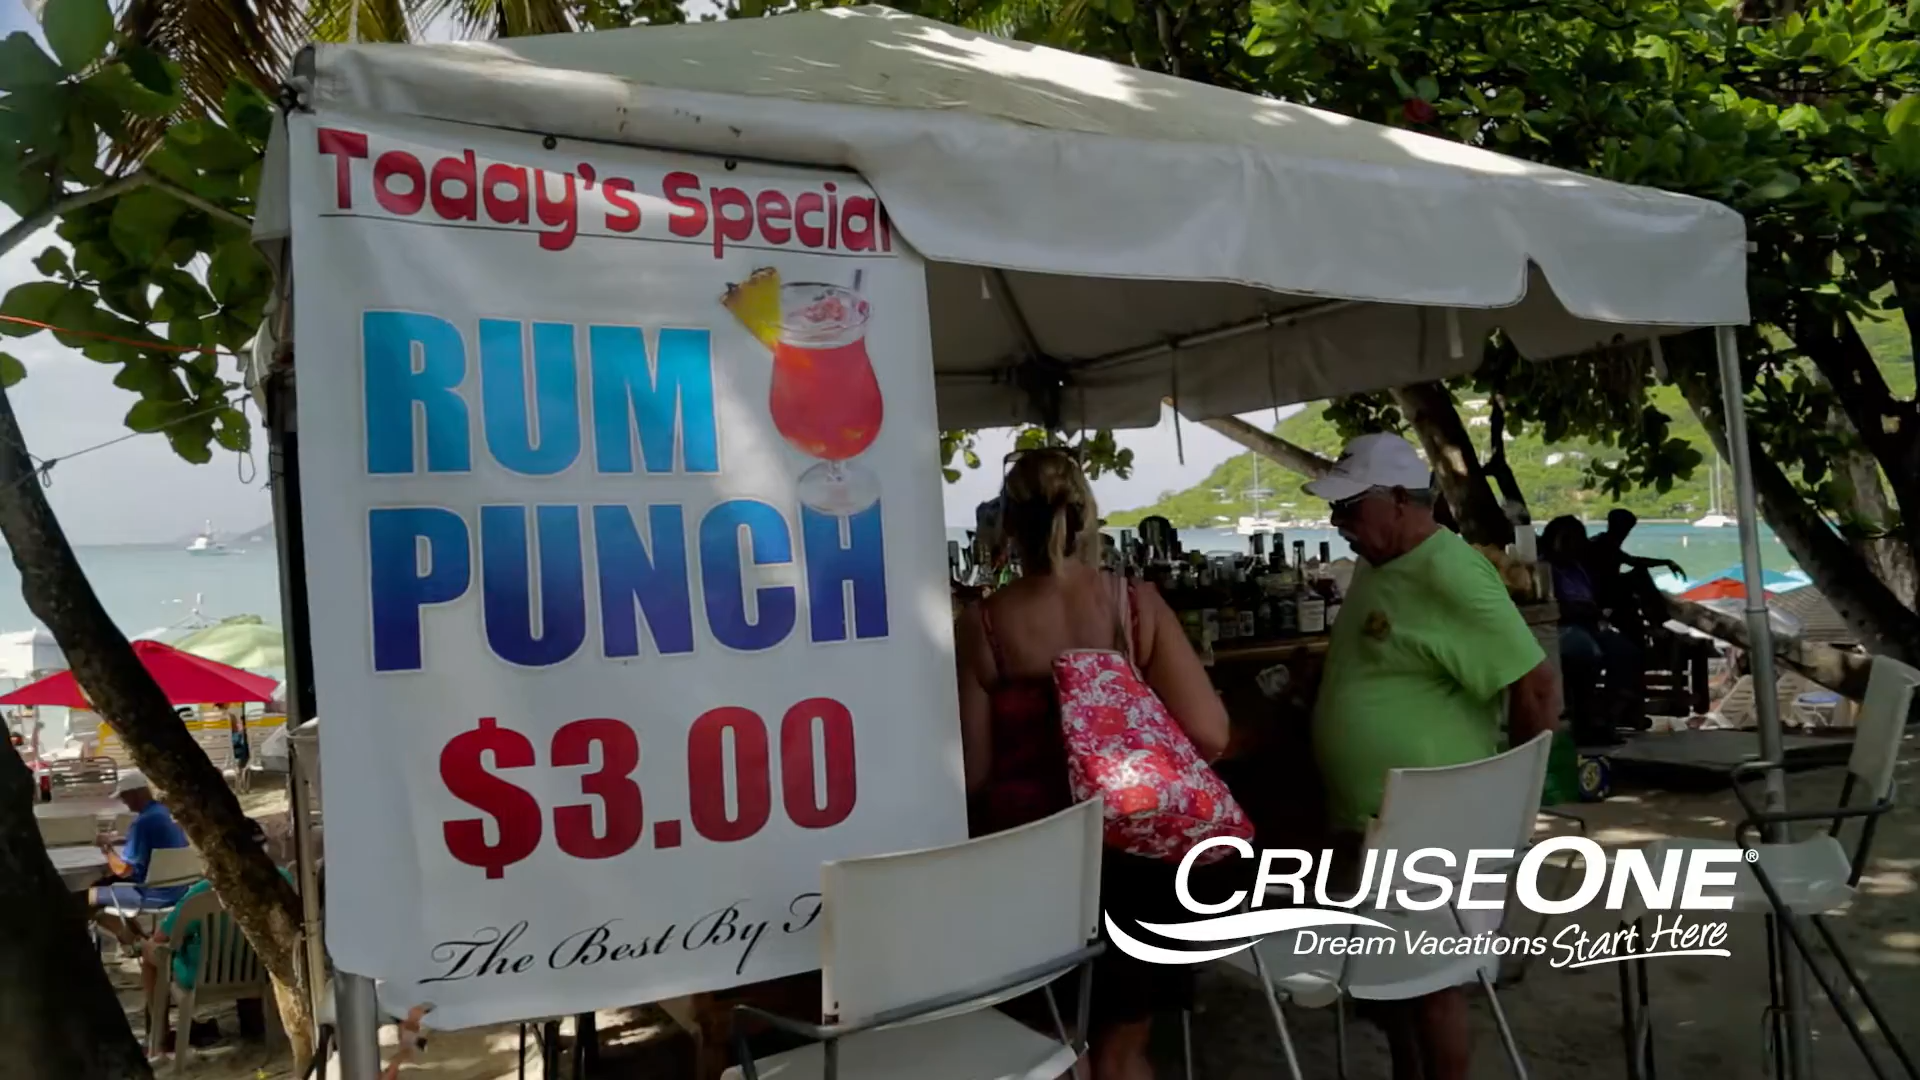 Today's Special
RUM
PUNCH
$3.00
The Best By
CRUISEONE®
Dream Vacations Start Here